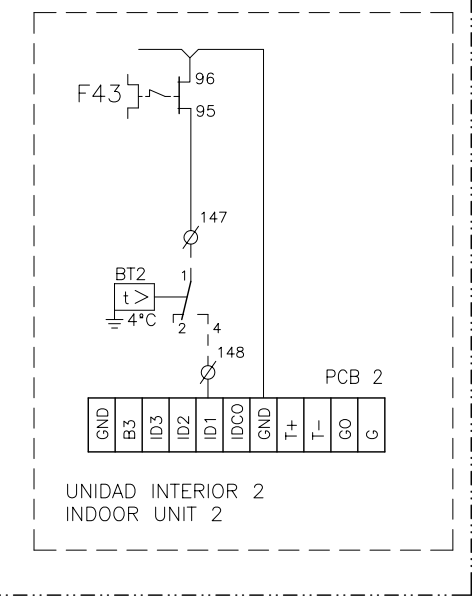 96
F43
95
147
BT2
1
t >
4°C
2
4
148
PCB 2
GND
B3
ID3
ID2
ID1
IDCO
GND
T+
T-
GO
G
UNIDAD INTERIOR 2
INDOOR UNIT 2